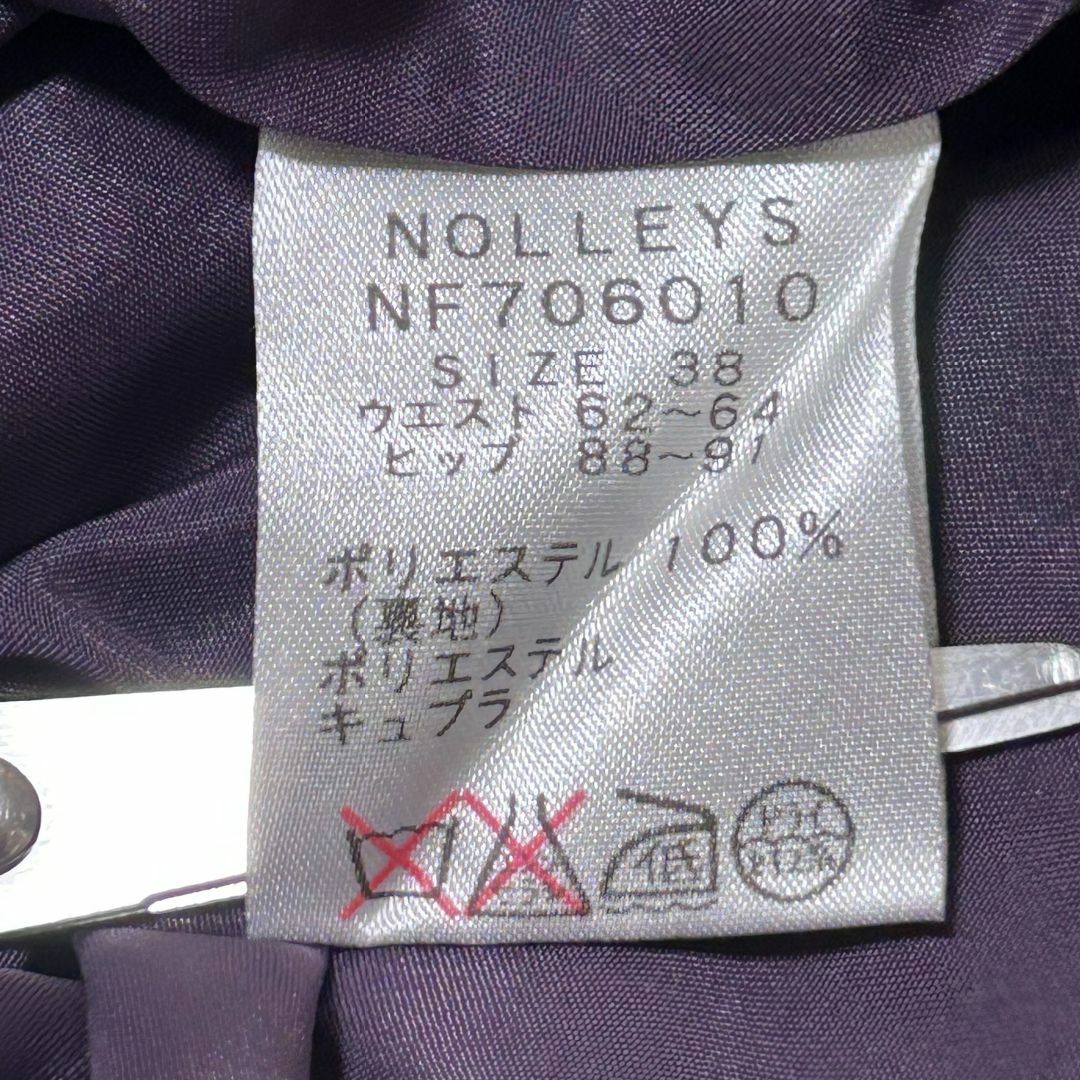 NOLLEYS
NF706010
SIZE 38
ウエスト 62~64
ヒップ 88~91
ポリエステル 100%
(裏地)
ポリエステル
キュプラ
低